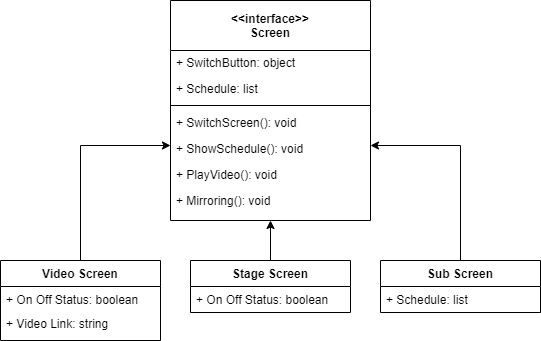 <<interface>>
Screen
+ SwitchButton: object
+ Schedule: list
+ SwitchScreen(): void
+ ShowSchedule(): void
+ PlayVideo(): void
+ Mirroring(): void
Video Screen
+ On Off Status: boolean
+ Video Link: string
Stage Screen
+ On Off Status: boolean
Sub Screen
+ Schedule: list